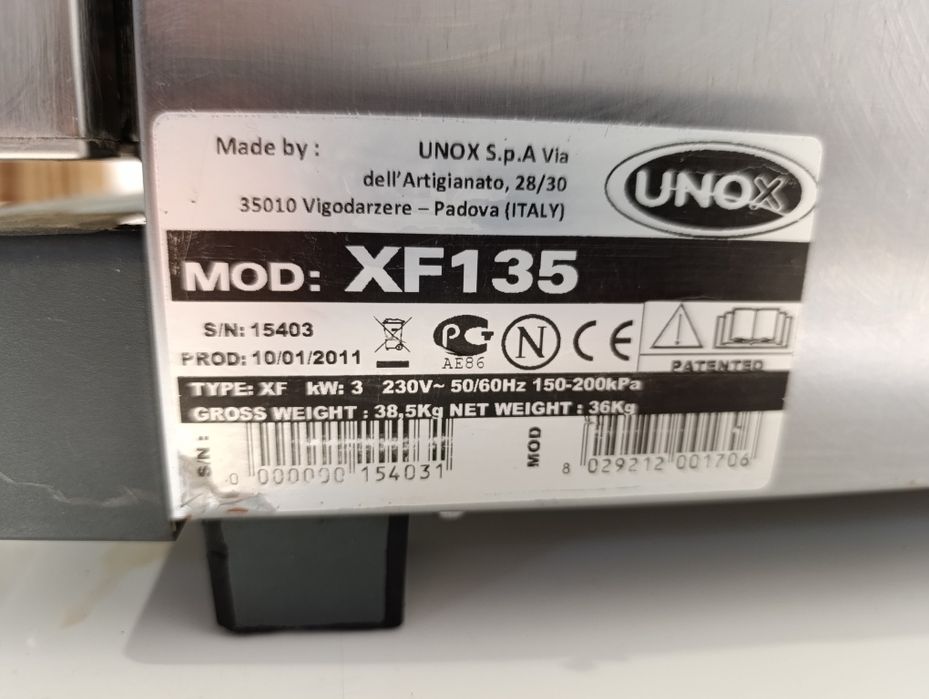 Made by : UNOX S.p.A Via
dell'Artigianato, 28/30
35010 Vigodarzere – Padova (ITALY)
UNOX
MOD: XF135
S/N: 15403
PROD: 10/01/2011
PG
AE86
N
CE
PATENTED
TYPE: XF kW: 3 230V~ 50/60Hz 150-200kPa
GROSS WEIGHT : 38,5Kg NET WEIGHT : 36Kg
S/N:
0 000000 154031
MOD
8 029212 001706